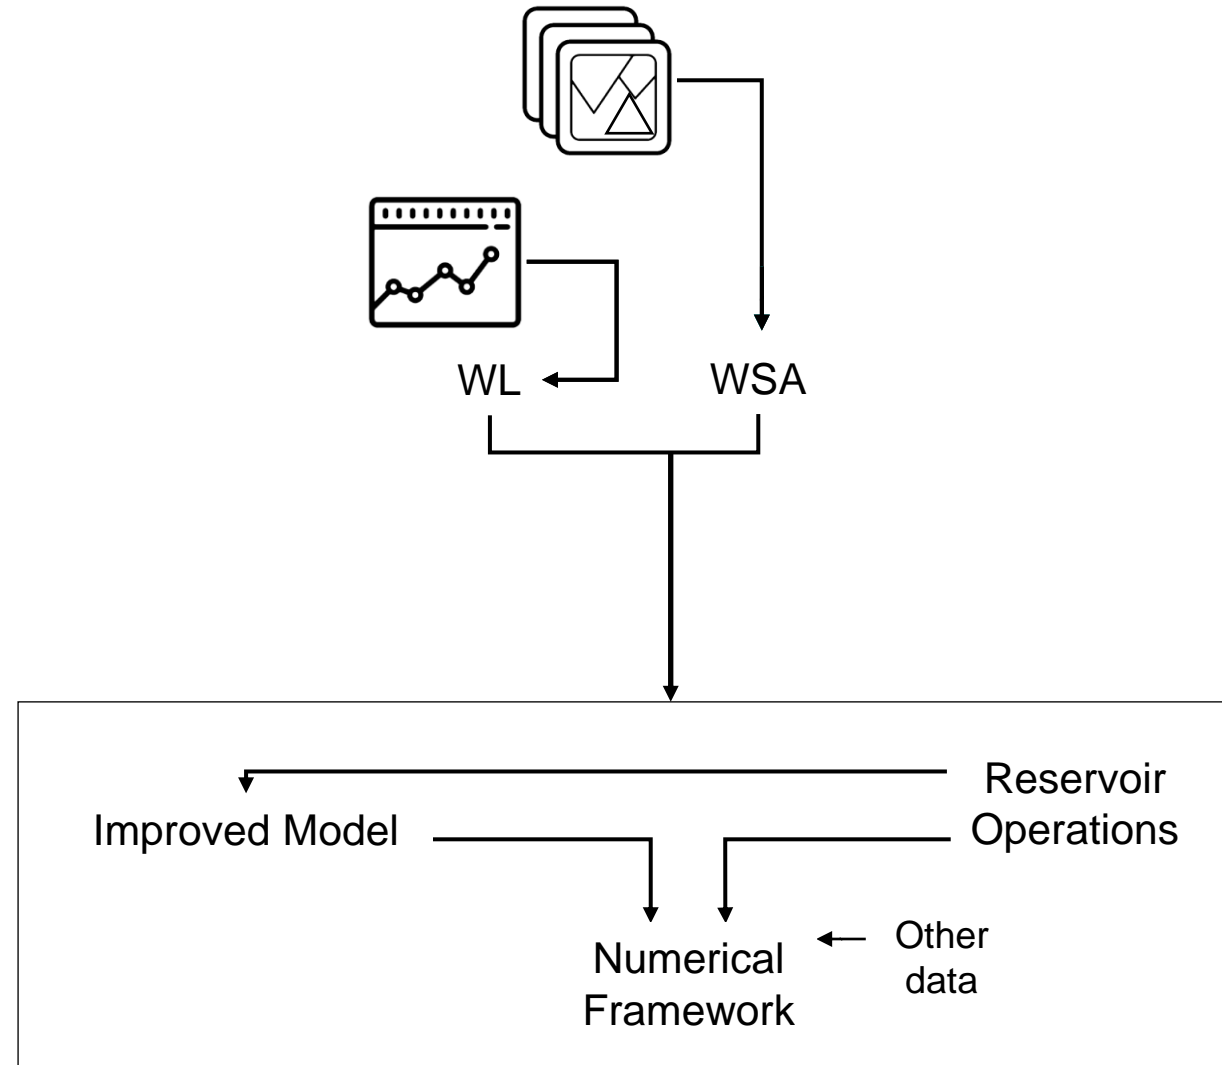 WL
WSA
Reservoir
Operations
Improved Model
Other
data
Numerical
Framework